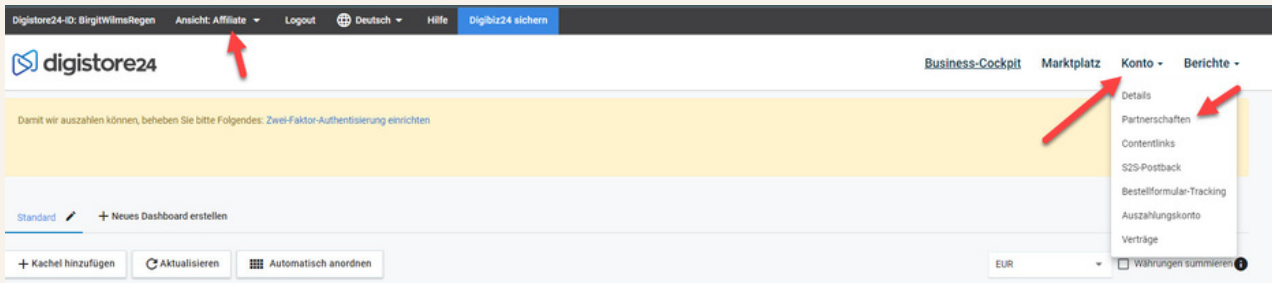 Digistore24-ID: BirgitWilmsRegen Ansicht: Affiliate Logout Deutsch Hilfe Digibiz24 sichern
digistore24 Business-Cockpit Marktplatz Konto Berichte
Details
Damit wir auszahlen können, beheben Sie bitte Folgendes: Zwei-Faktor-Authentisierung einrichten
Partnerschaften
Contentlinks
S2S-Postback
Bestellformular-Tracking
Standard + Neues Dashboard erstellen
Auszahlungskonto
Verträge
+ Kachel hinzufügen Aktualisieren Automatisch anordnen EUR Währungen summieren